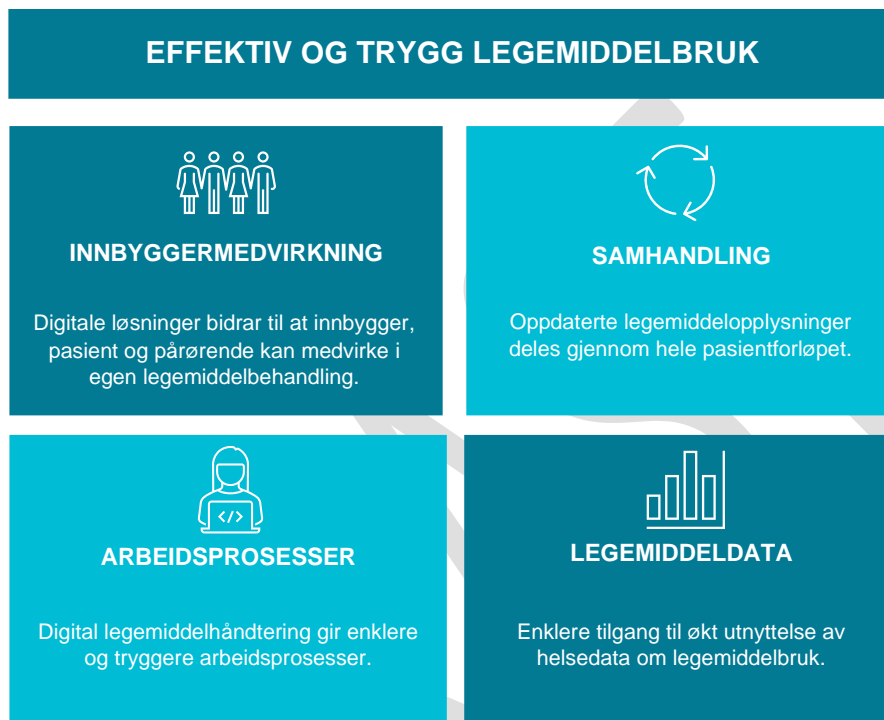 EFFEKTIV OG TRYGG LEGEMIDDELBRUK
INNBYGGERMEDVIRKNING
Digitale løsninger bidrar til at innbygger,
pasient og pårørende kan medvirke i
egen legemiddelbehandling.
SAMHANDLING
Oppdaterte legemiddelopplysninger
deles gjennom hele pasientforløpet.
</>
ARBEIDSPROSESSER
Digital legemiddelhåndtering gir enklere
og tryggere arbeidsprosesser.
LEGEMIDDELDATA
Enklere tilgang til økt utnyttelse av
helsedata om legemiddelbruk.